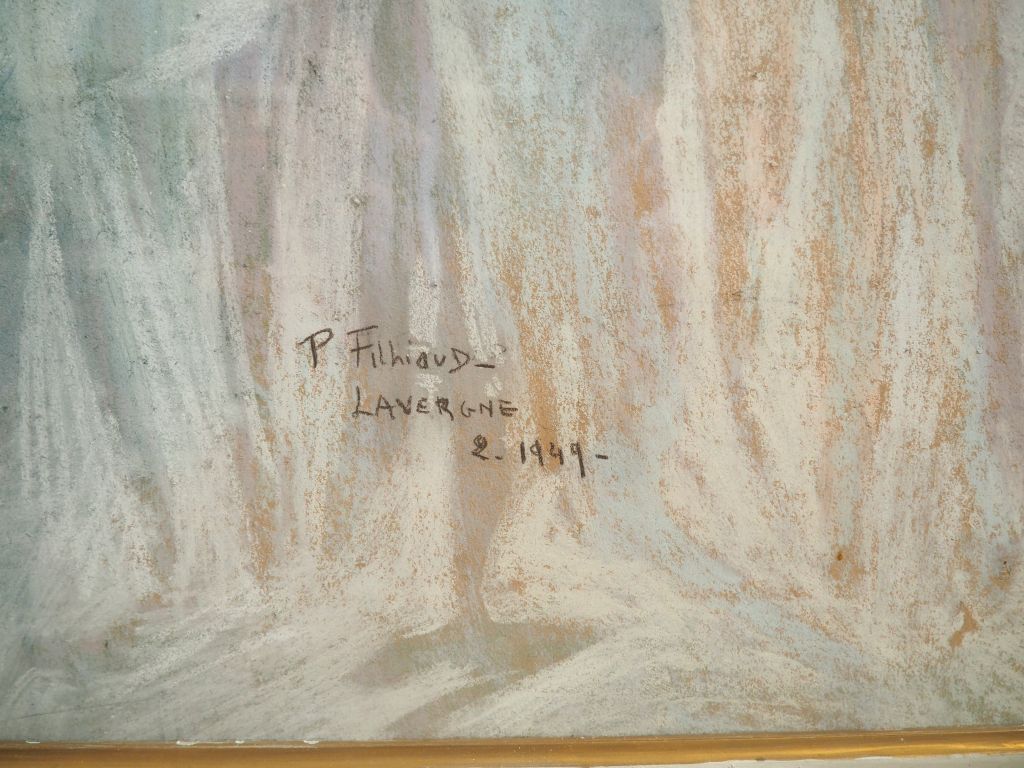 P Filhiaud-
LAVERGNE
2. 1949-